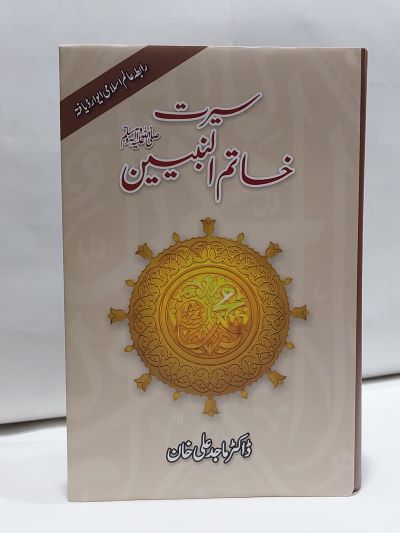 رابطہ عالم اسلامی ایوارڈ یافتہ
سیرت
خاتم النبیین ﷺ
محمد
ڈاکٹر ماجد علی خان